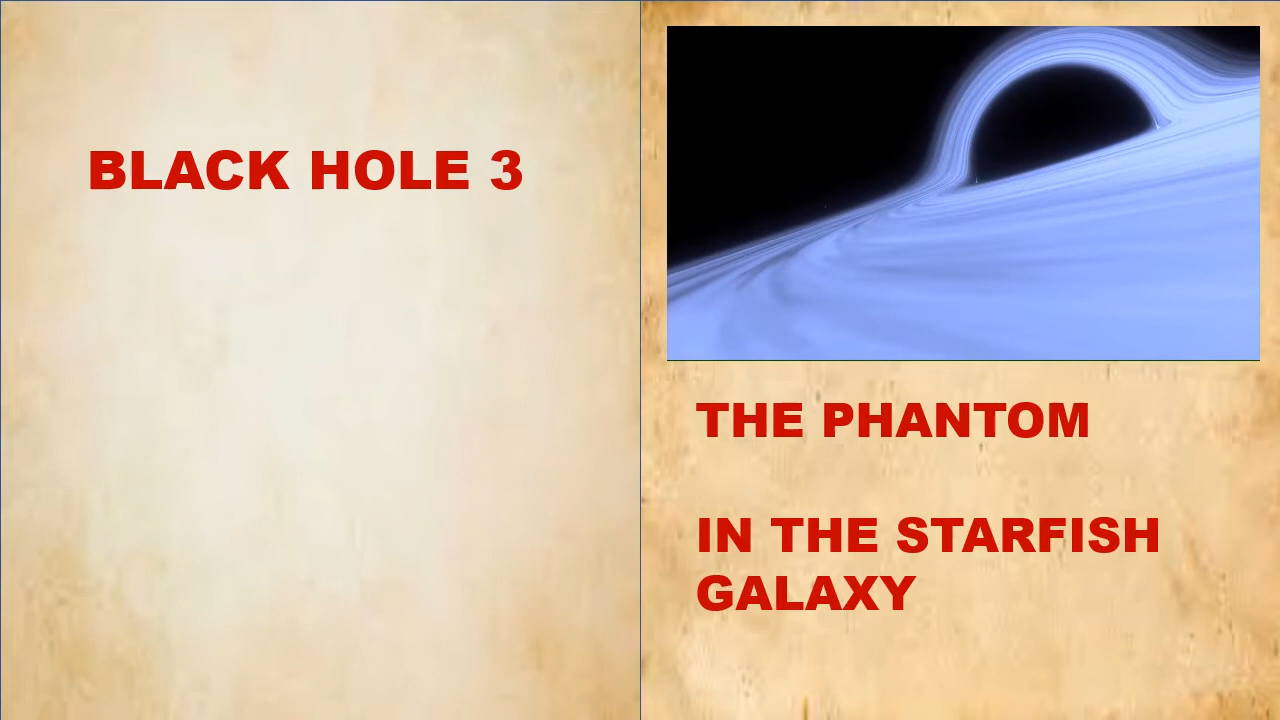 BLACK HOLE 3
THE PHANTOM
IN THE STARFISH
GALAXY